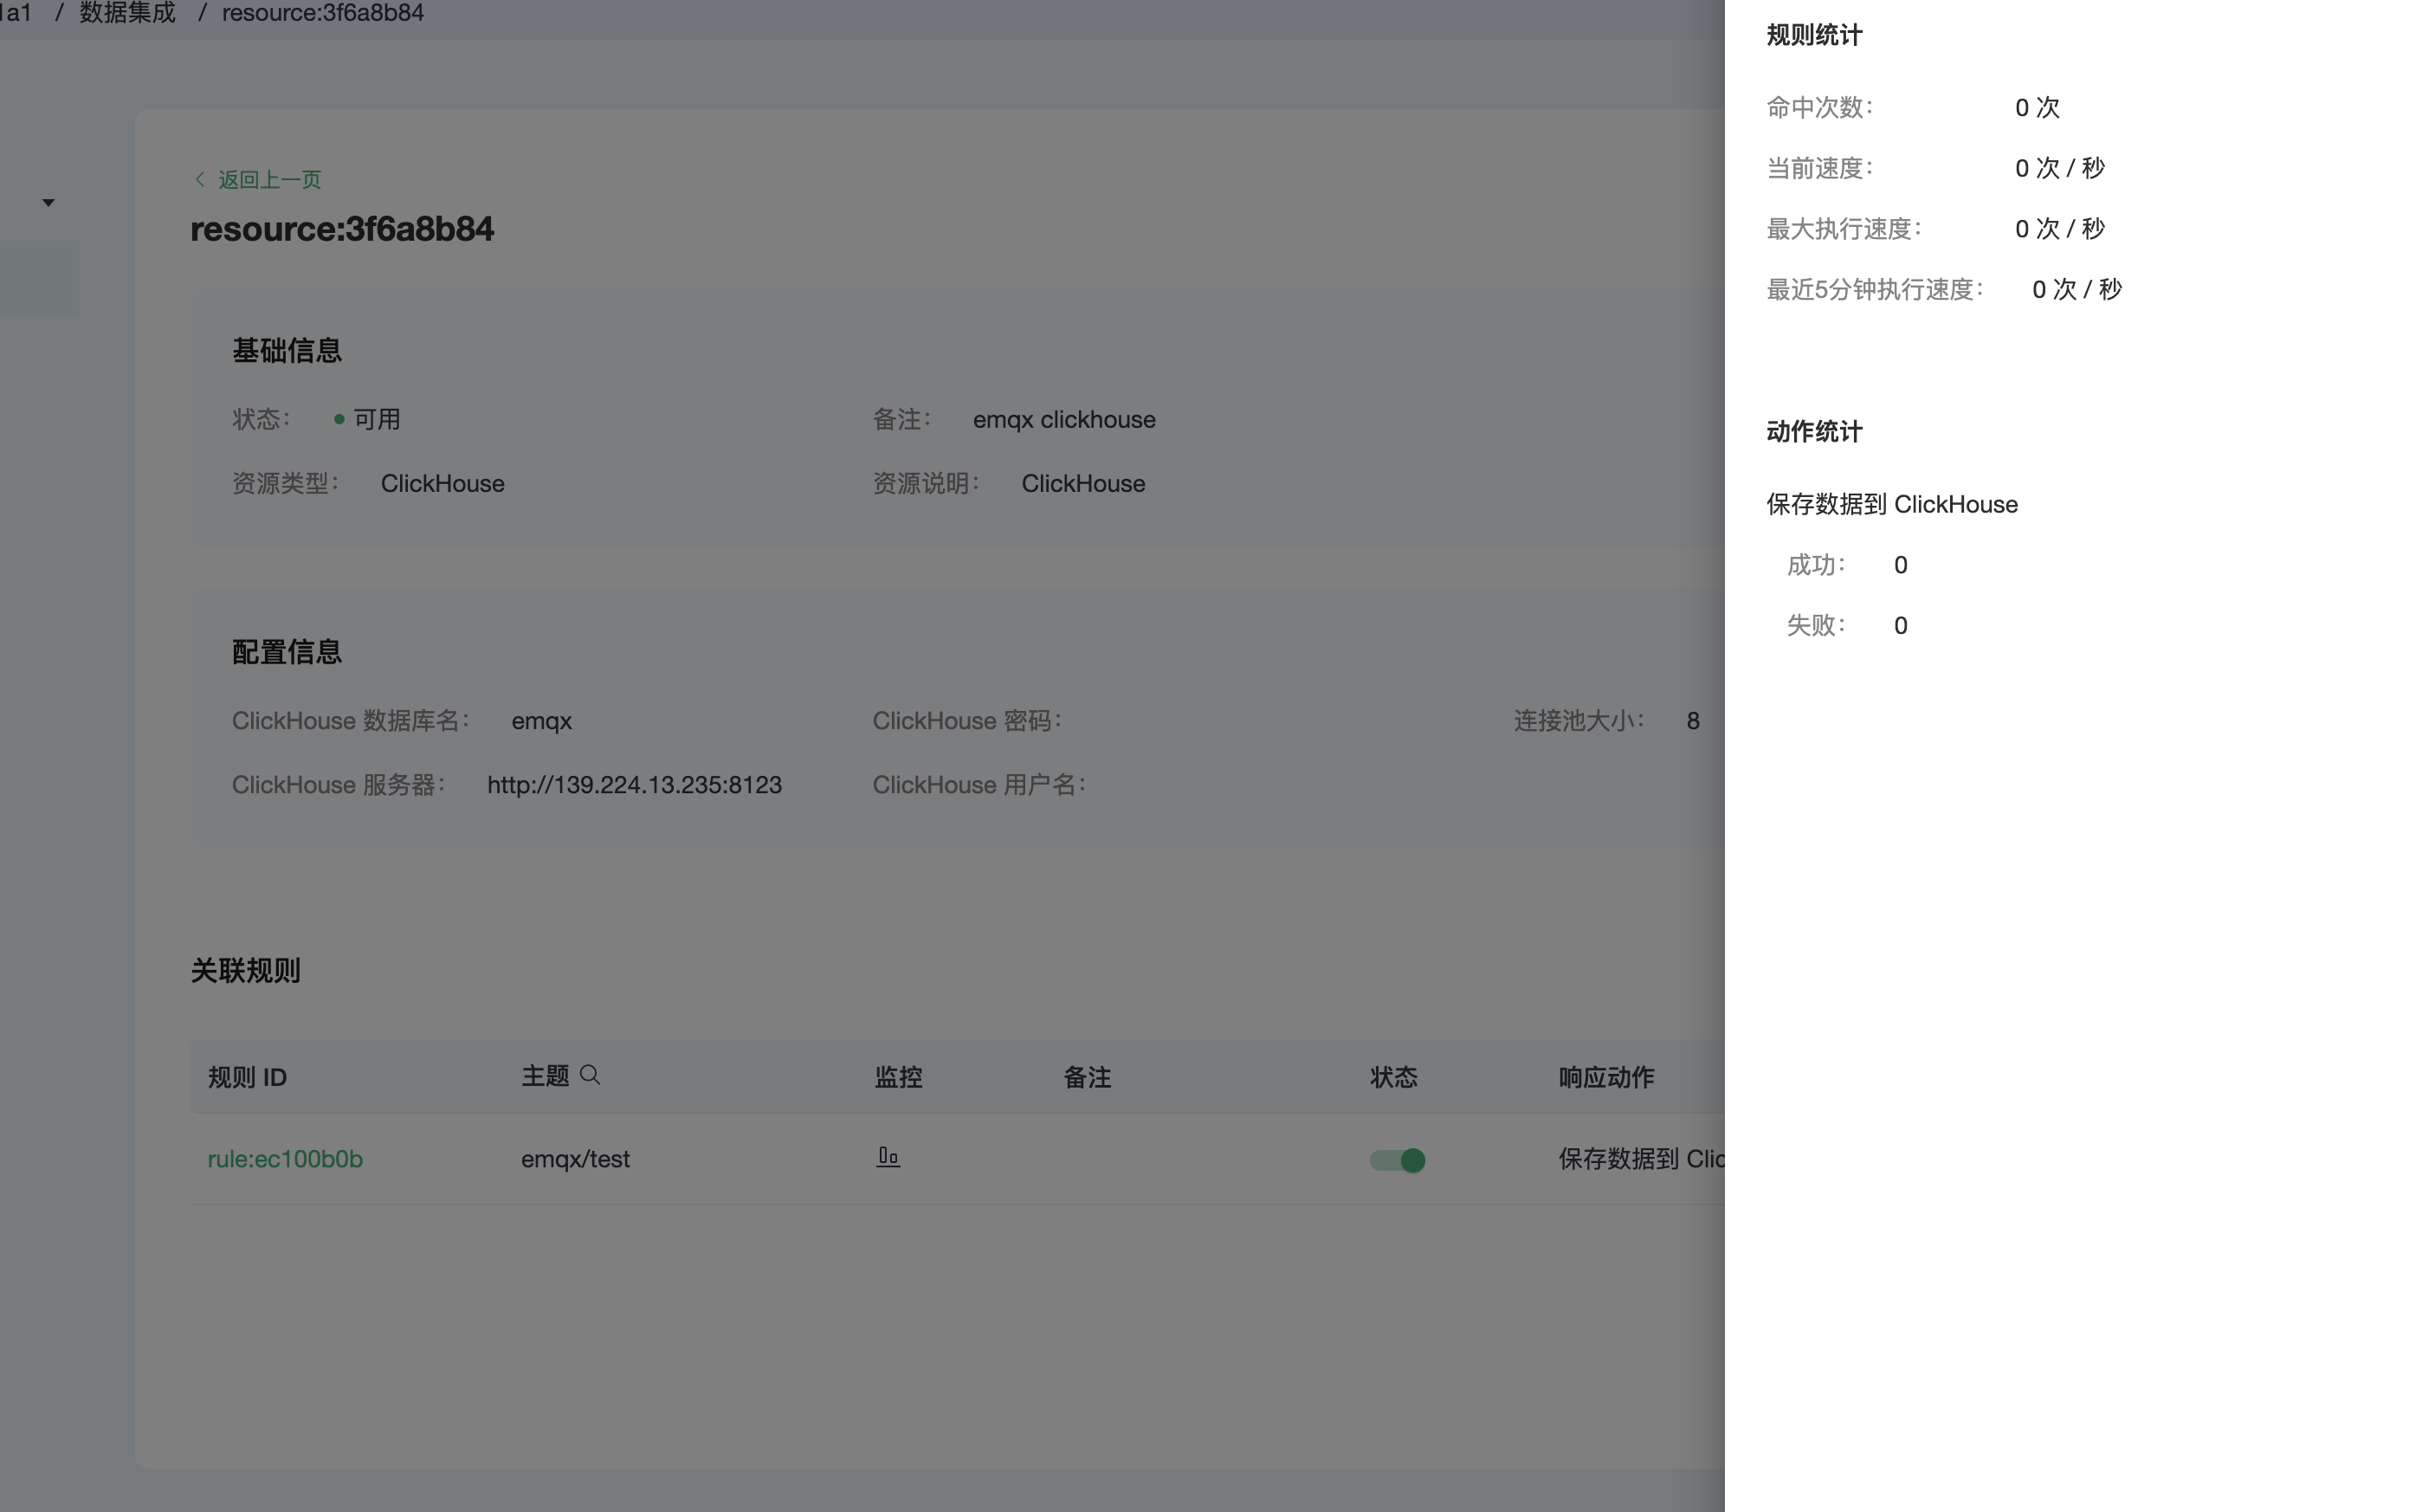 / 数据集成 / resource:3f6a8b84
返回上一页
resource:3f6a8b84
基础信息
状态： 可用 备注： emqx clickhouse
资源类型： ClickHouse 资源说明： ClickHouse
配置信息
ClickHouse 数据库名： emqx ClickHouse 密码： 连接池大小： 8
ClickHouse 服务器： http://139.224.13.235:8123 ClickHouse 用户名：
关联规则
规则 ID 主题 监控 备注 状态 响应动作
rule:ec100b0b emqx/test 保存数据到 Clic
规则统计
命中次数： 0 次
当前速度： 0 次 / 秒
最大执行速度： 0 次 / 秒
最近5分钟执行速度： 0 次 / 秒
动作统计
保存数据到 ClickHouse
成功： 0
失败： 0